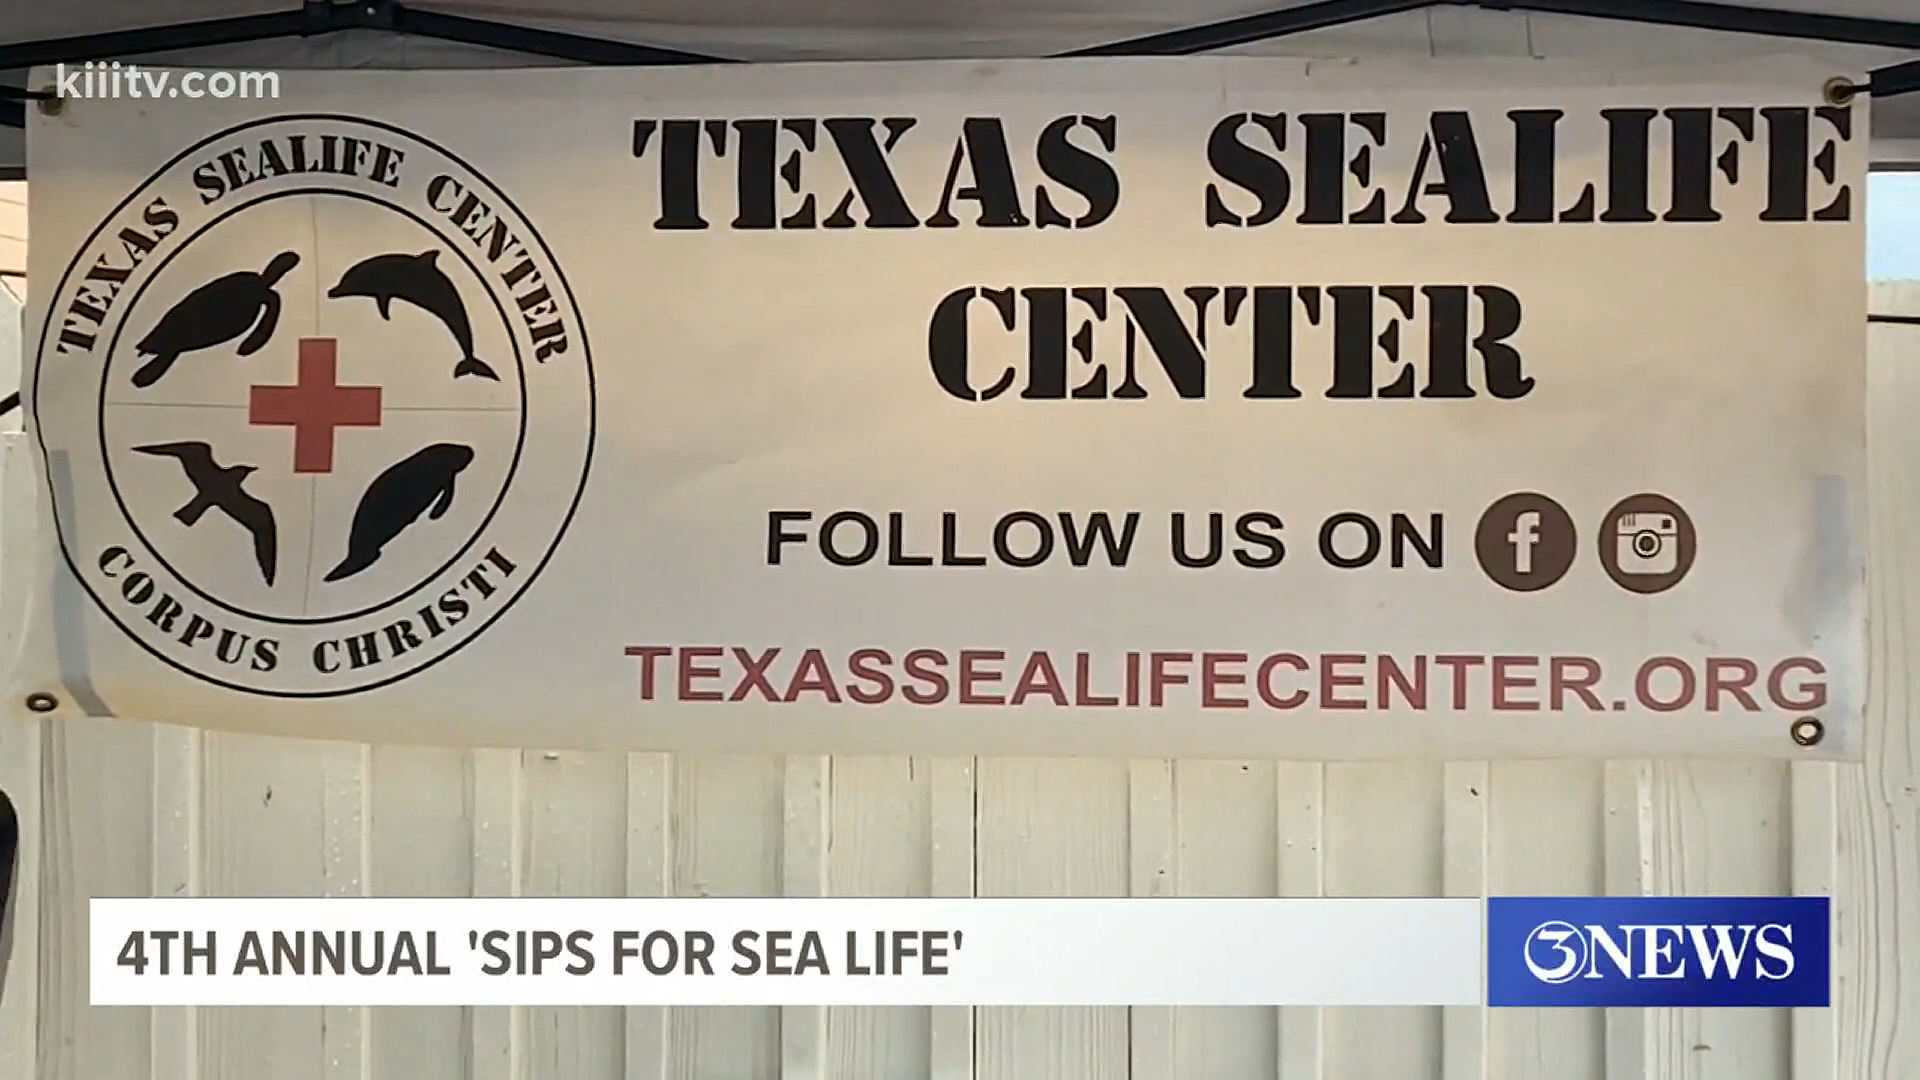 kiiitv.com
TEXAS SEALIFE CENTER
CORPUS CHRISTI
TEXAS SEALIFE
CENTER
FOLLOW US ON
TEXASSEALIFECENTER.ORG
4TH ANNUAL 'SIPS FOR SEA LIFE'
3NEWS